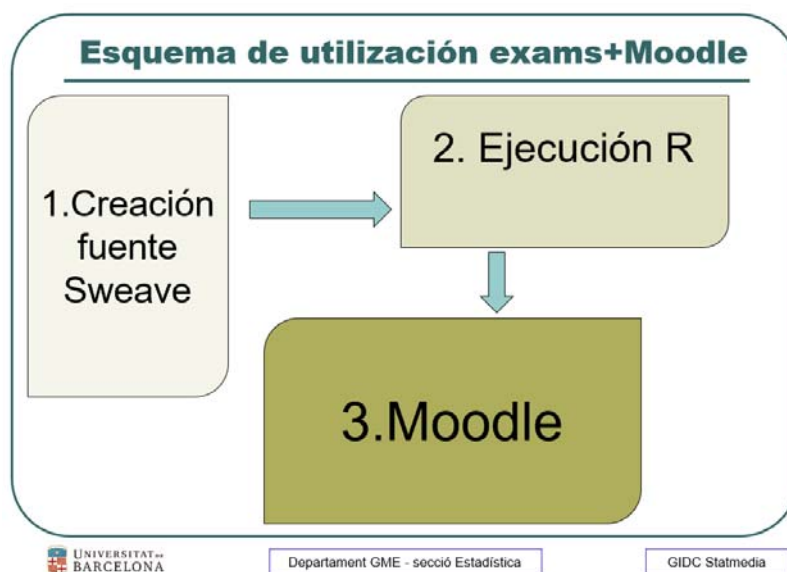 Esquema de utilización exams+Moodle
1.Creación
fuente
Sweave
2. Ejecución R
3.Moodle
UNIVERSITAT DE
BARCELONA
Departament GME - secció Estadística
GIDC Statmedia